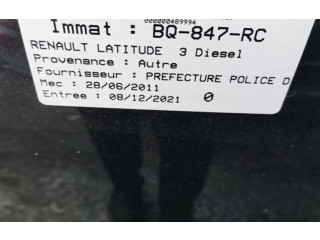 000000489994
Immat : BQ-847-RC
RENAULT LATITUDE 3 Diesel
Provenance : Autre
Fournisseur : PREFECTURE POLICE D
Mec : 28/06/2011
Entree : 08/12/2021 0